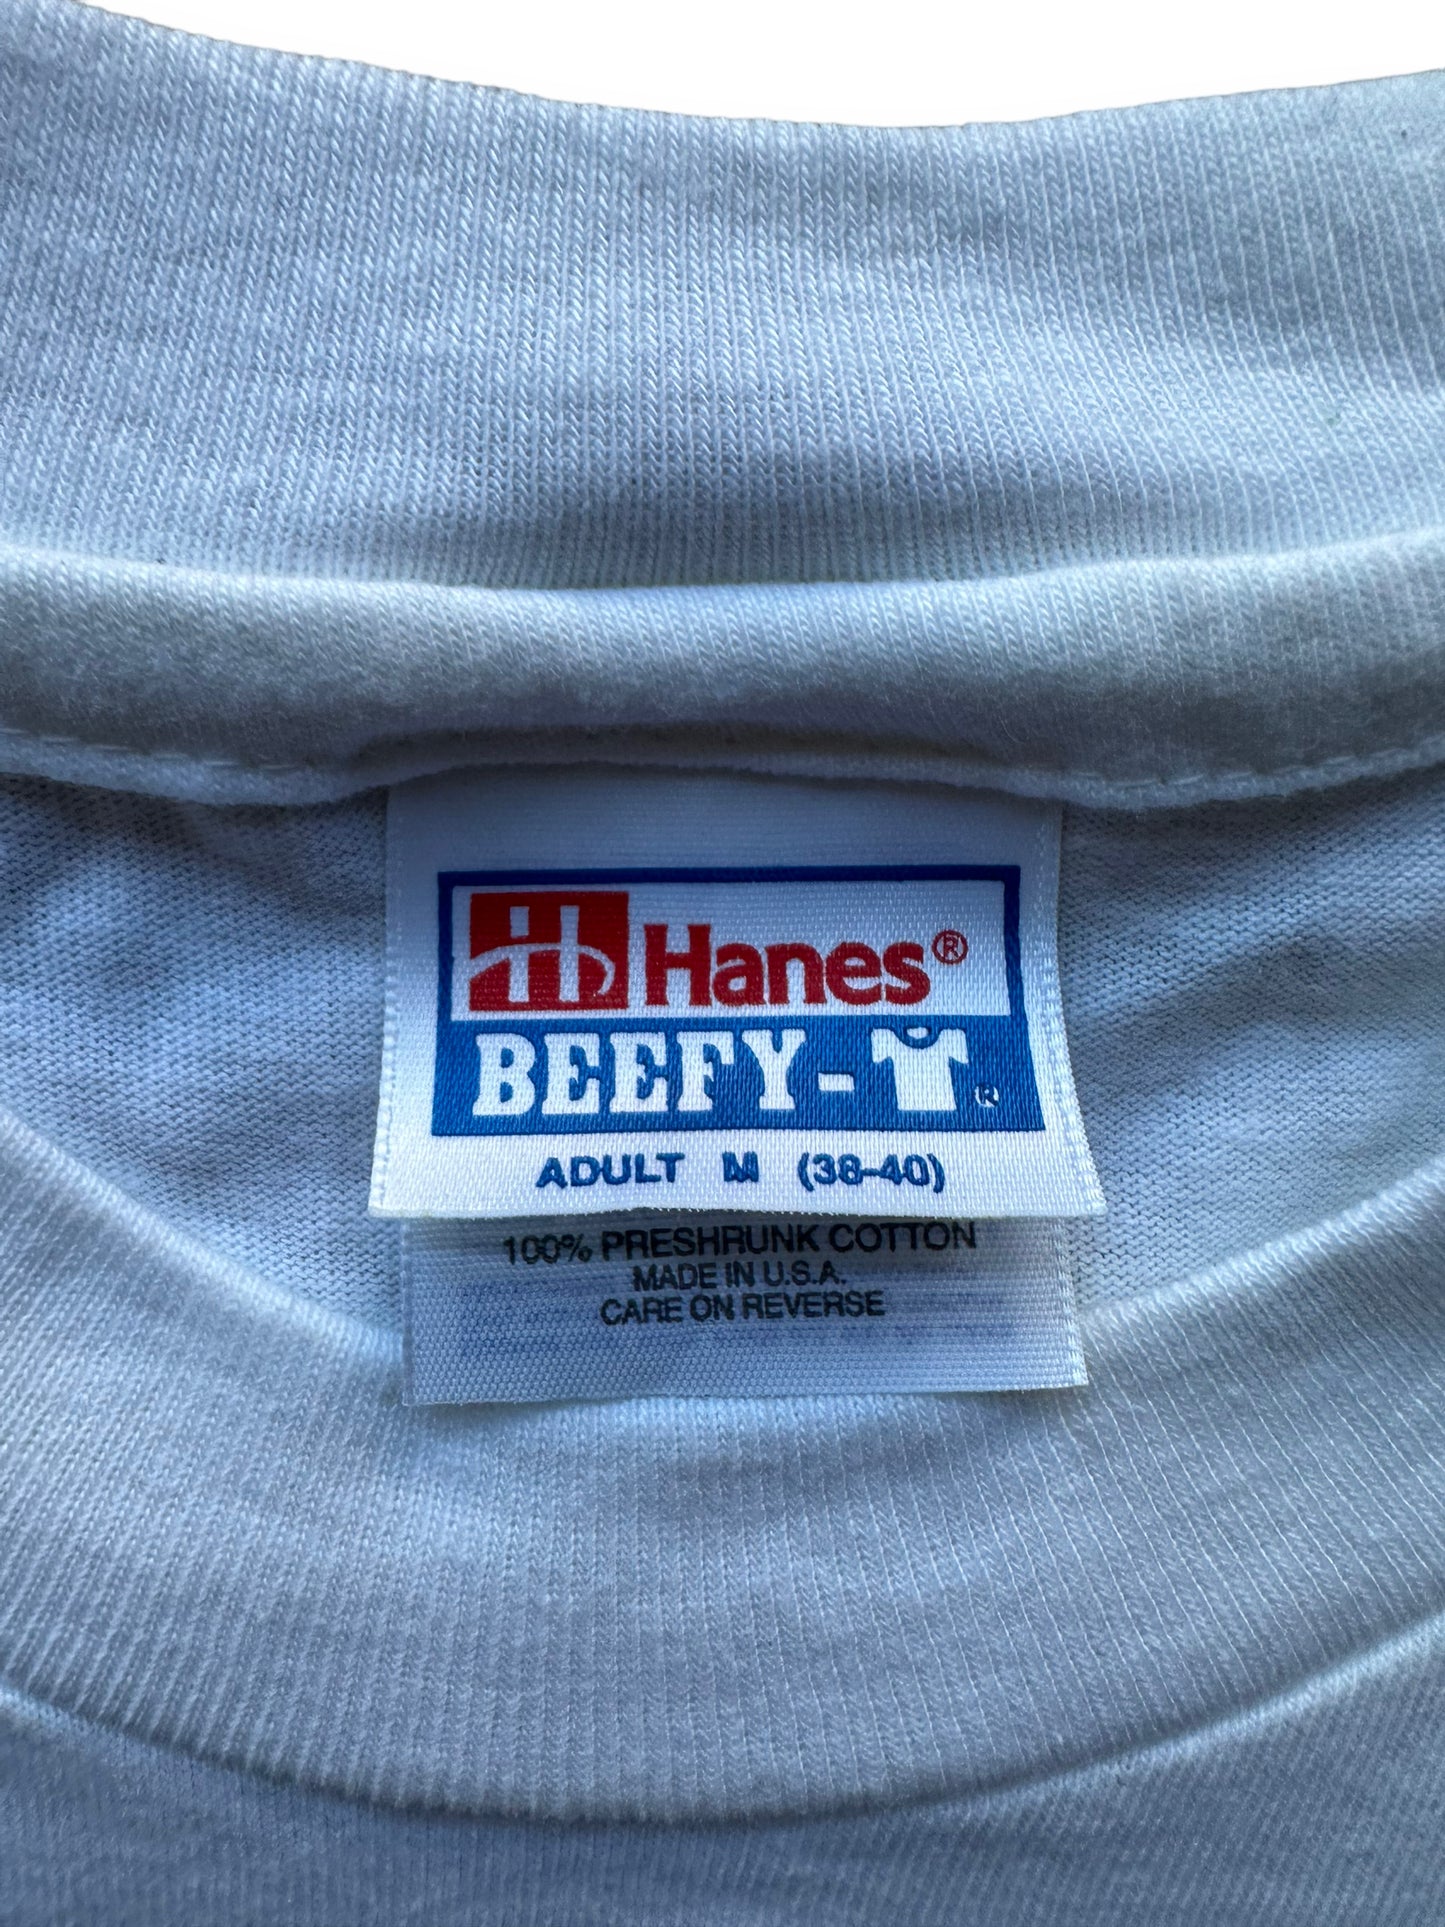 Hanes®
BEEFY-T®
ADULT M (38-40)
100% PRESHRUNK COTTON
MADE IN U.S.A.
CARE ON REVERSE